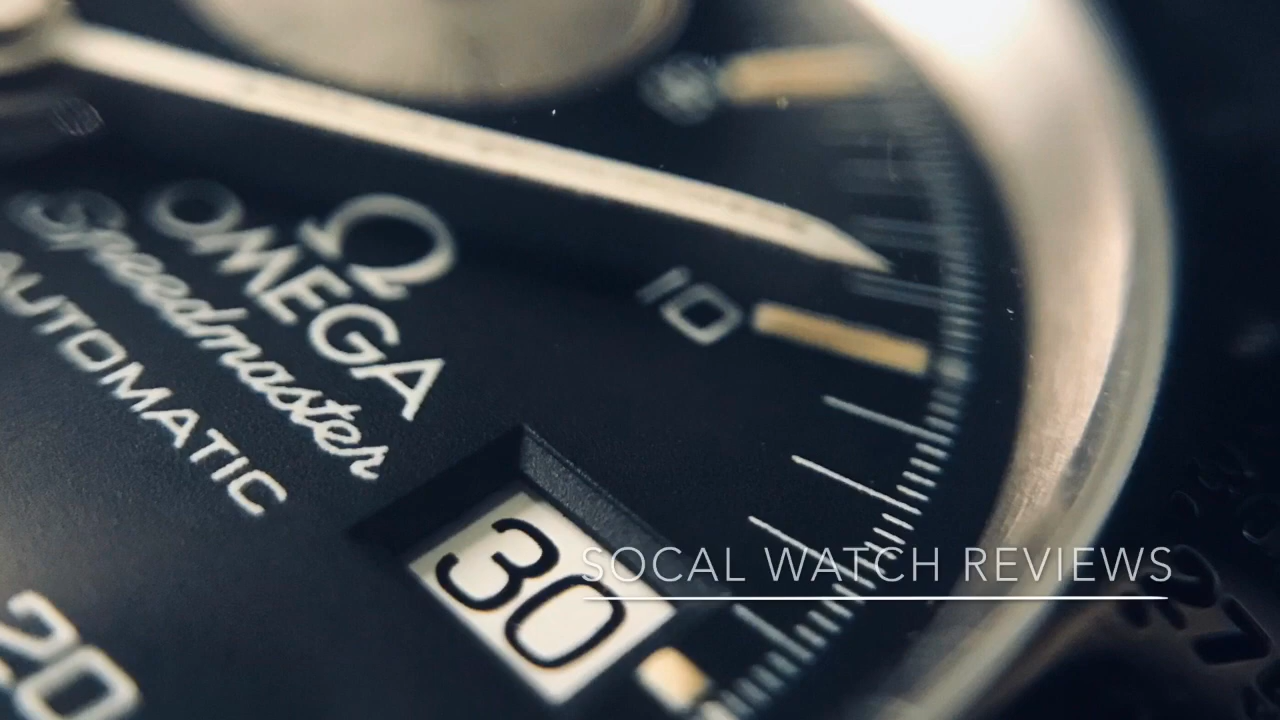 Ω
OMEGA
Speedmaster
AUTOMATIC
10
30
20
SOCAL WATCH REVIEWS